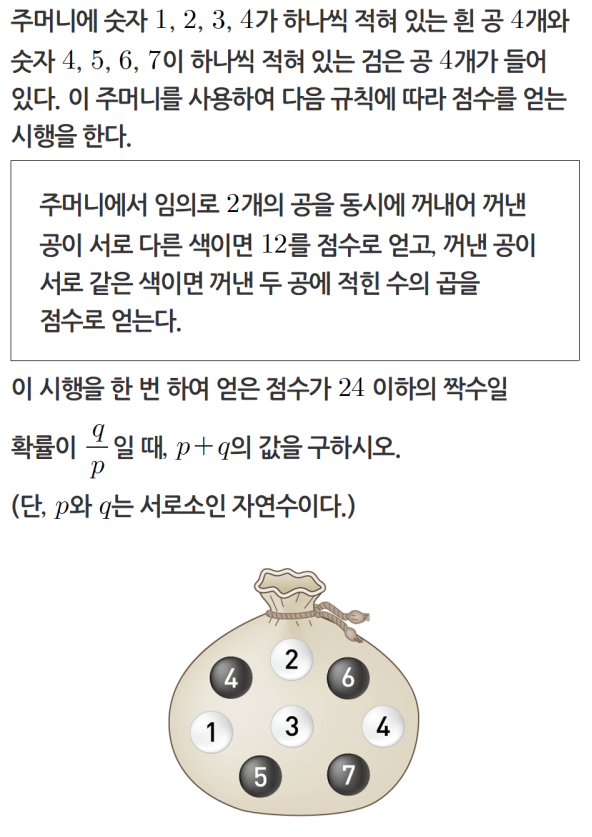 주머니에 숫자 1, 2, 3, 4가 하나씩 적혀 있는 흰 공 4개와
숫자 4, 5, 6, 7이 하나씩 적혀 있는 검은 공 4개가 들어
있다. 이 주머니를 사용하여 다음 규칙에 따라 점수를 얻는
시행을 한다.
주머니에서 임의로 2개의 공을 동시에 꺼내어 꺼낸
공이 서로 다른 색이면 12를 점수로 얻고, 꺼낸 공이
서로 같은 색이면 꺼낸 두 공에 적힌 수의 곱을
점수로 얻는다.
이 시행을 한 번 하여 얻은 점수가 24 이하의 짝수일
확률이 q/p 일 때, p+q의 값을 구하시오.
(단, p와 q는 서로소인 자연수이다.)
2
4 6
1 3 4
5 7